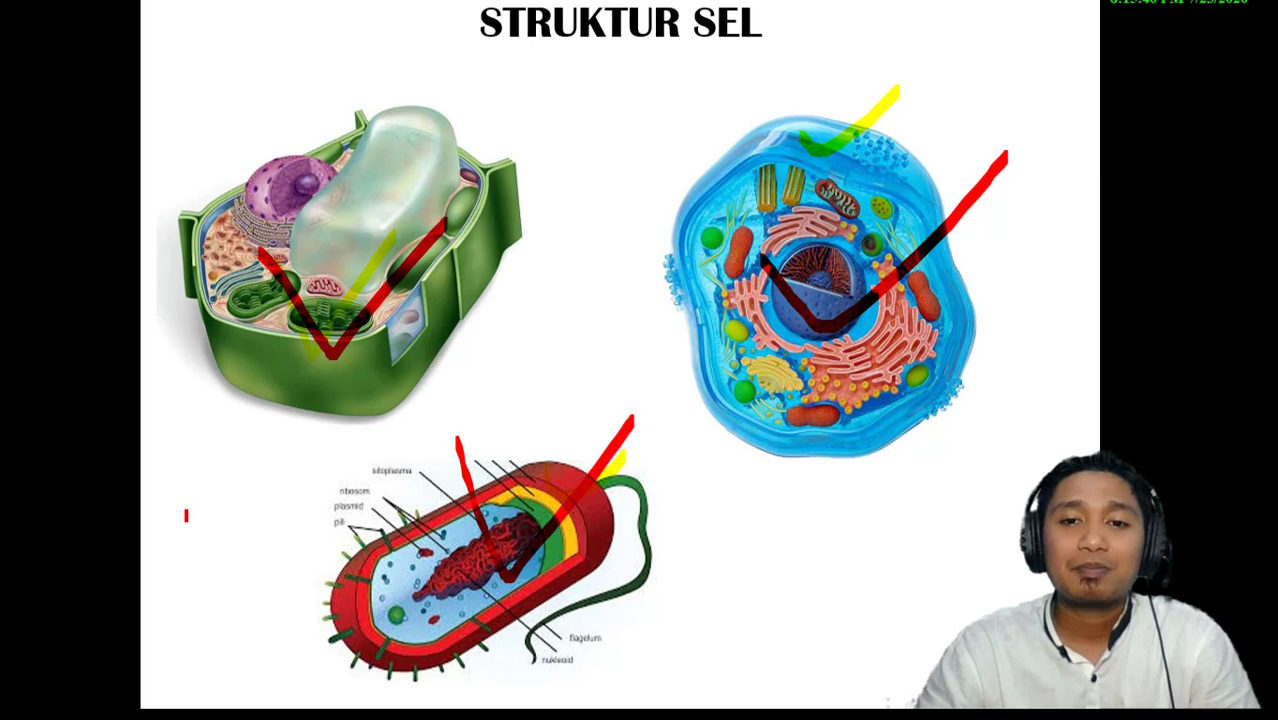 STRUKTUR SEL
sitoplasma
ribosom
plasmid
pili
flagelum
nukleoid